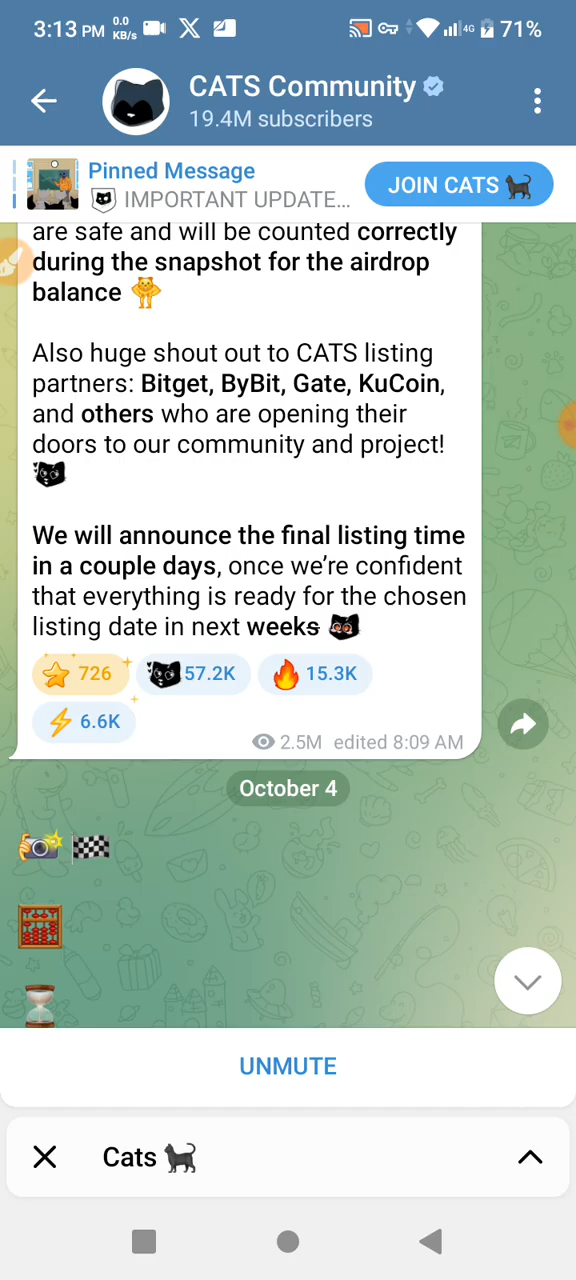 3:13 PM 0.0 KB/s 4G 71%
CATS Community
19.4M subscribers
Pinned Message
IMPORTANT UPDATE...
JOIN CATS 🐈‍⬛
are safe and will be counted correctly
during the snapshot for the airdrop
balance
Also huge shout out to CATS listing
partners: Bitget, ByBit, Gate, KuCoin,
and others who are opening their
doors to our community and project!
We will announce the final listing time
in a couple days, once we’re confident
that everything is ready for the chosen
listing date in next weeks
726 57.2K 15.3K
6.6K
2.5M edited 8:09 AM
October 4
UNMUTE
Cats 🐈‍⬛